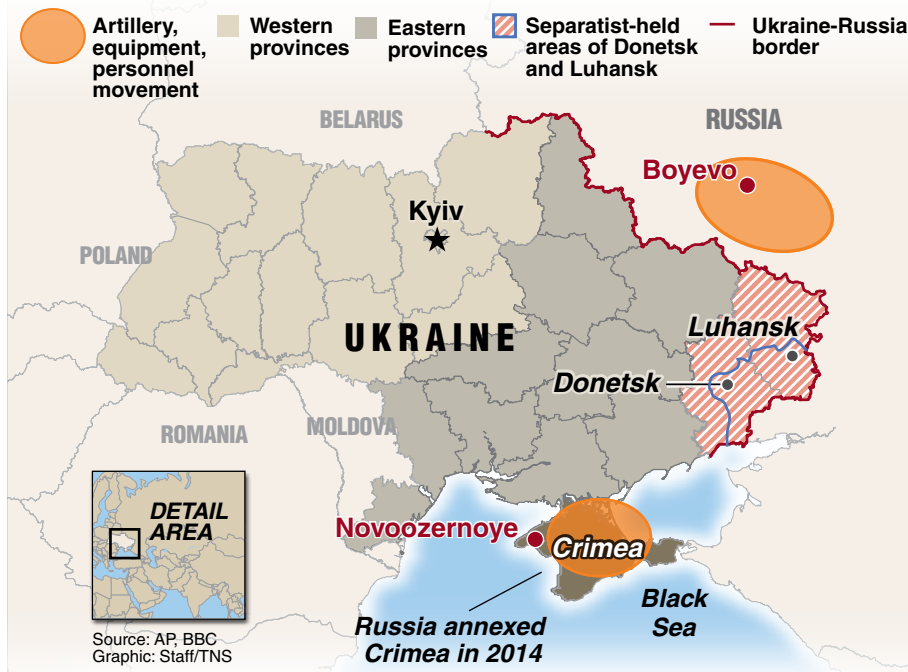 Artillery,
equipment,
personnel
movement
Western
provinces
Eastern
provinces
Separatist-held
areas of Donetsk
and Luhansk
Ukraine-Russia
border
BELARUS
RUSSIA
Boyevo
Kyiv
POLAND
UKRAINE
Luhansk
Donetsk
ROMANIA
MOLDOVA
DETAIL
AREA
Novoozernoye
Crimea
Black
Sea
Russia annexed
Crimea in 2014
Source: AP, BBC
Graphic: Staff/TNS